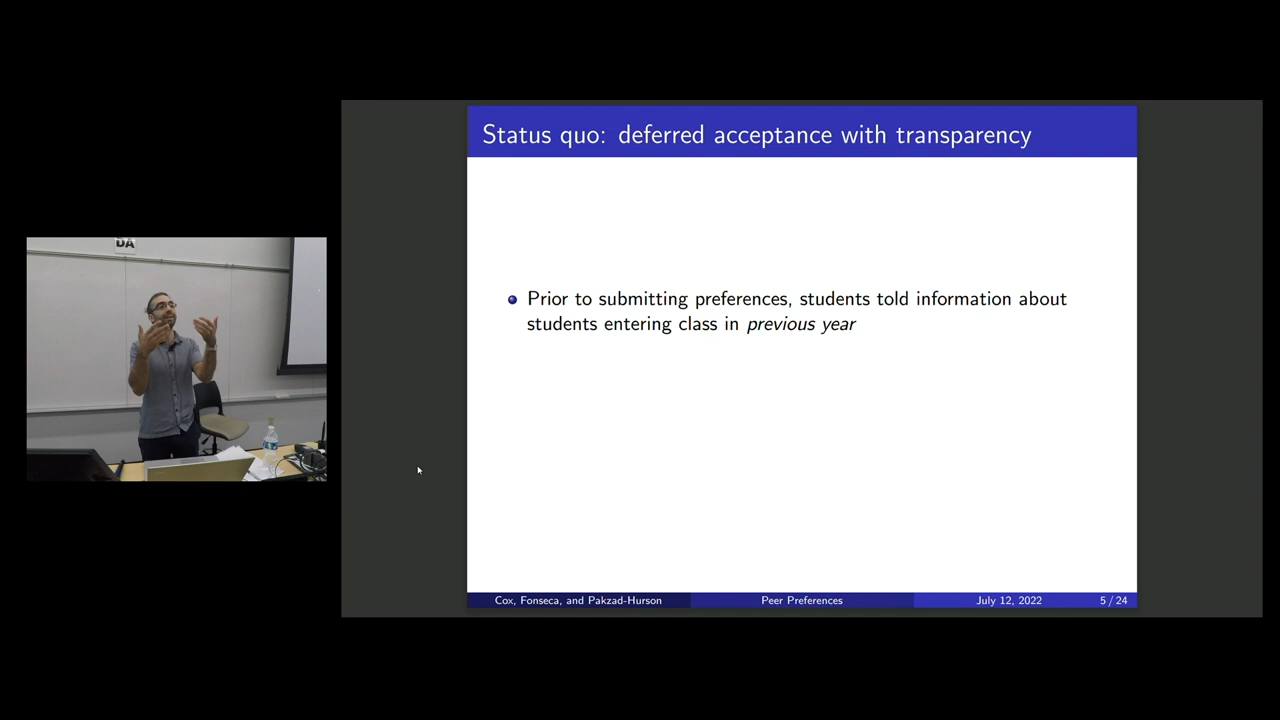 DA
Status quo: deferred acceptance with transparency
Prior to submitting preferences, students told information about
students entering class in previous year
Cox, Fonseca, and Pakzad-Hurson
Peer Preferences
July 12, 2022
5 / 24